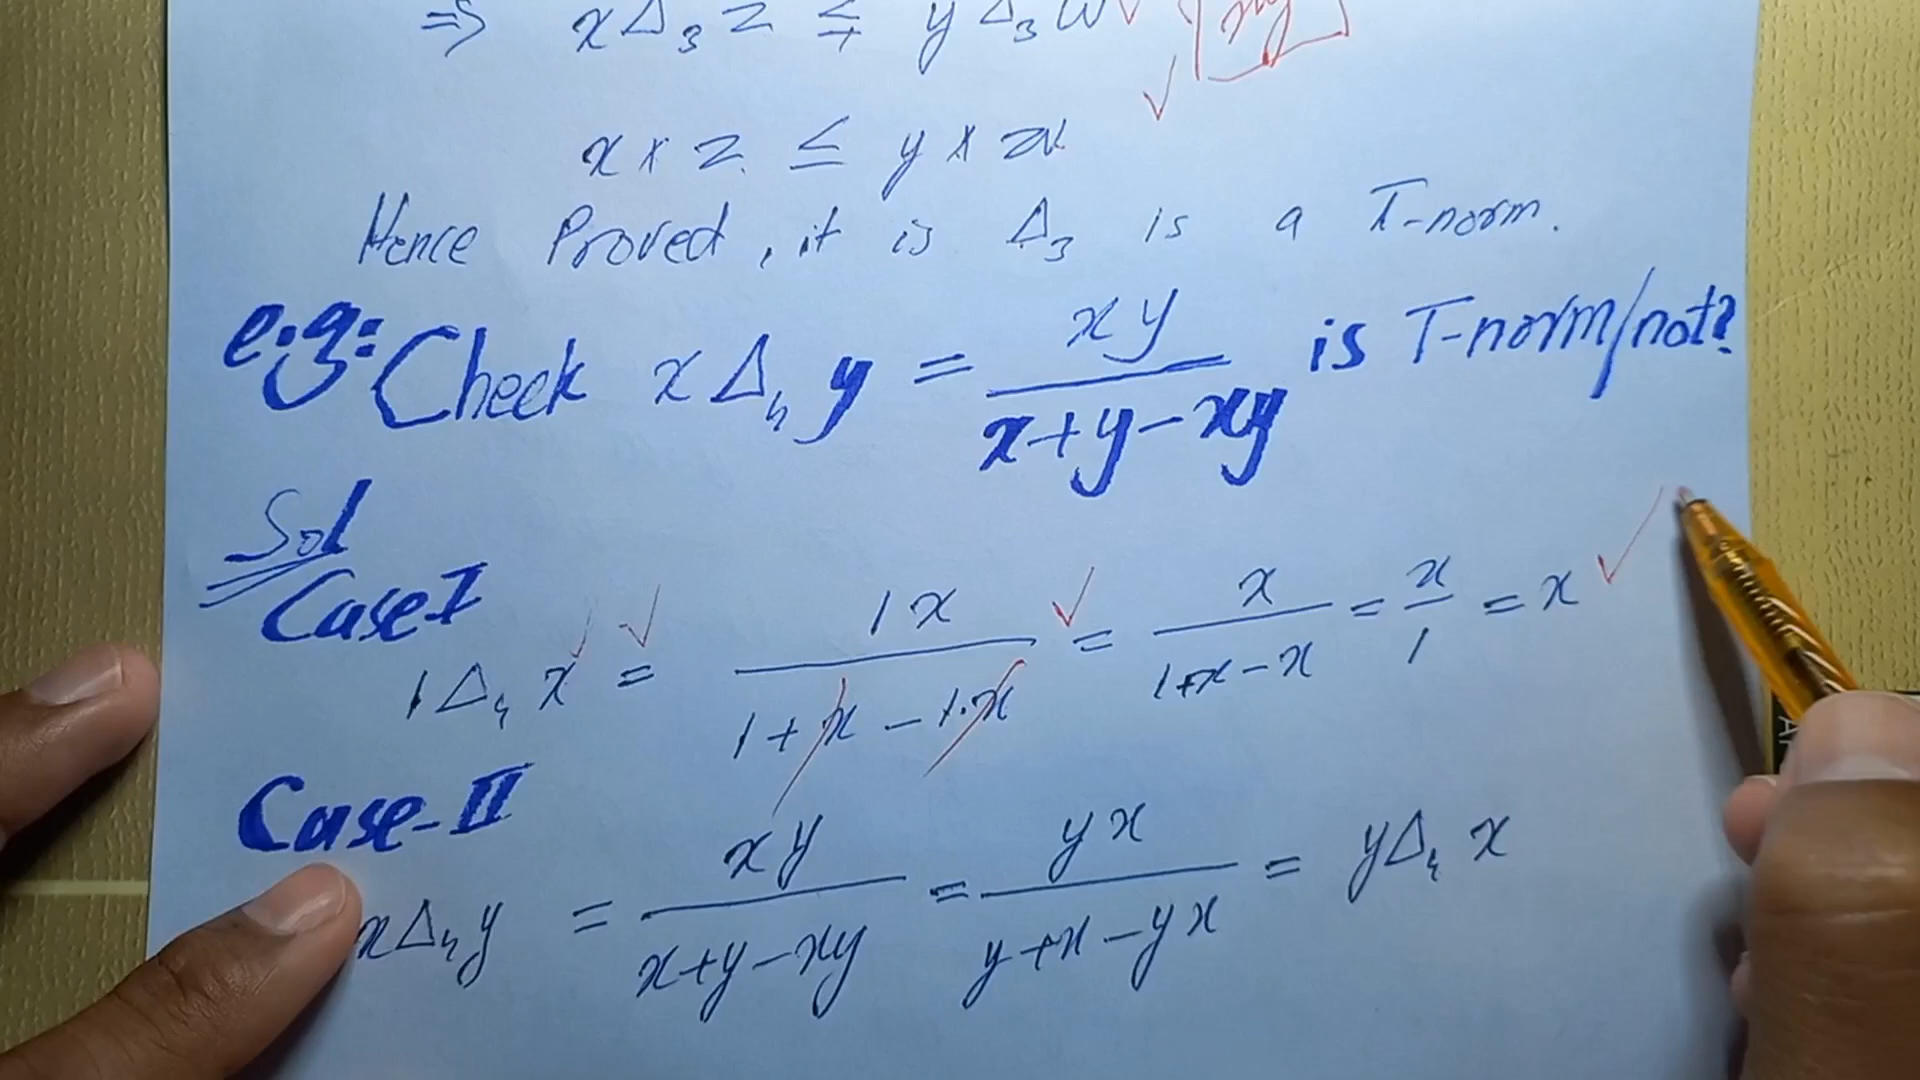 ⇒ x Δ₃ z ≤ y Δ₃ w
xy
x × z ≤ y × w
Hence Proved, it is Δ₃ is a T-norm.
e.g: Check x Δ₄ y = xy / x+y-xy is T-norm/not?
Sol
Case-I
1 Δ₄ x = 1x / 1+x-1.x = x / 1+x-x = x / 1 = x
Case-II
x Δ₄ y = xy / x+y-xy = yx / y+x-yx = y Δ₄ x